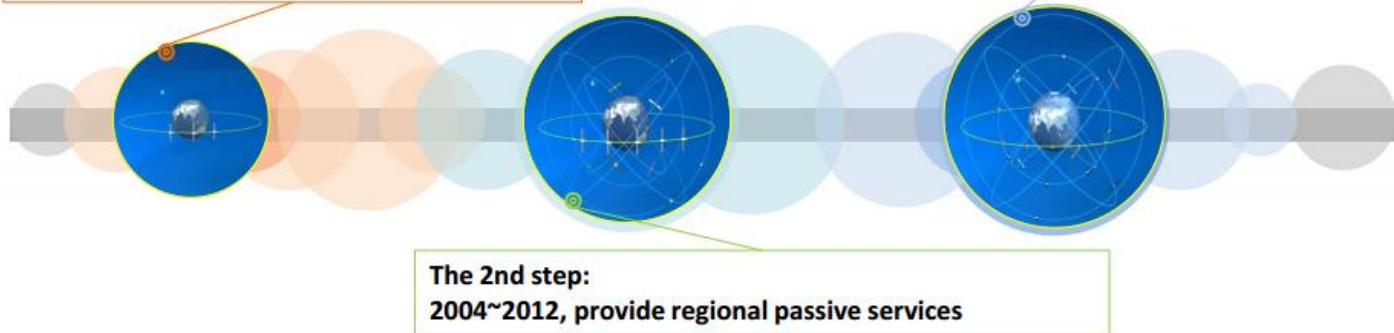 The 2nd step:
2004~2012, provide regional passive services